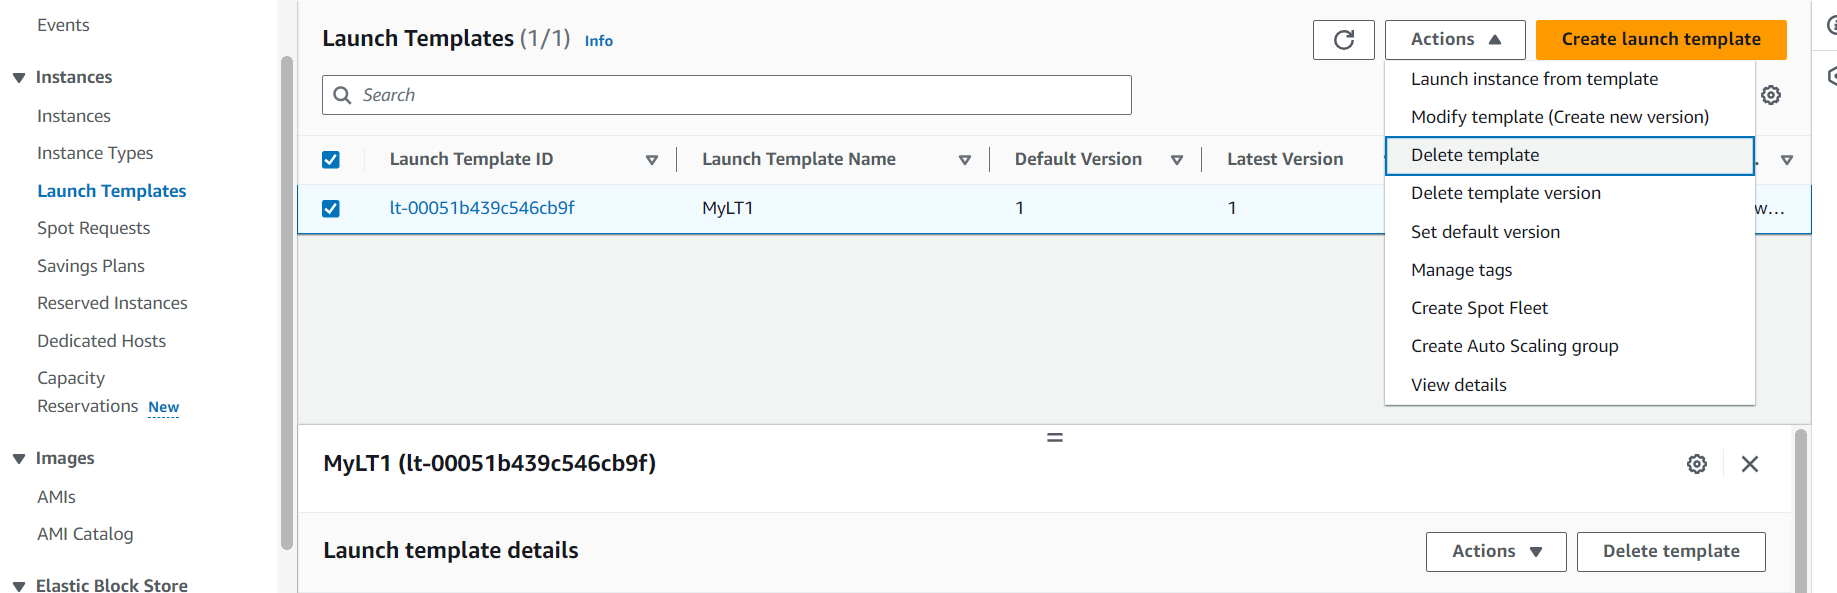 Events
Instances
Instances
Instance Types
Launch Templates
Spot Requests
Savings Plans
Reserved Instances
Dedicated Hosts
Capacity
Reservations New
Images
AMIs
AMI Catalog
Elastic Block Store
Launch Templates (1/1) Info
Actions
Create launch template
Search
Launch Template ID Launch Template Name Default Version Latest Version
lt-00051b439c546cb9f MyLT1 1 1 w...
Launch instance from template
Modify template (Create new version)
Delete template
Delete template version
Set default version
Manage tags
Create Spot Fleet
Create Auto Scaling group
View details
MyLT1 (lt-00051b439c546cb9f)
Launch template details
Actions
Delete template